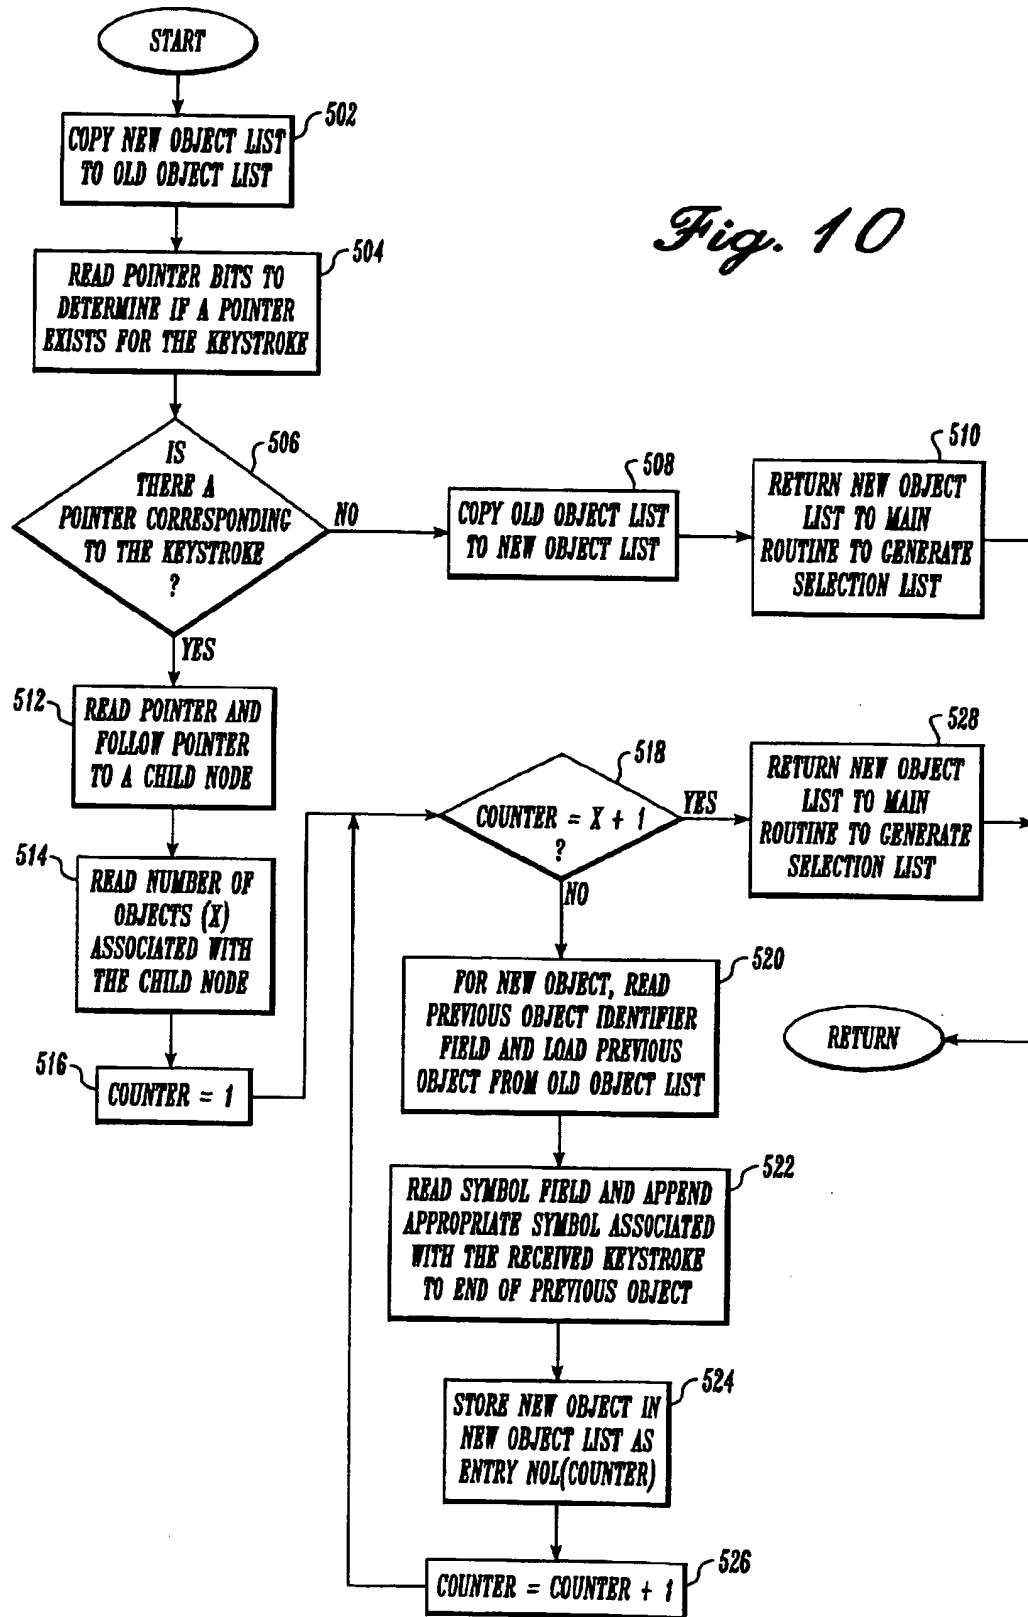 START
502
COPY NEW OBJECT LIST
TO OLD OBJECT LIST
Fig. 10
504
READ POINTER BITS TO
DETERMINE IF A POINTER
EXISTS FOR THE KEYSTROKE
506
IS
THERE A
POINTER CORRESPONDING
TO THE KEYSTROKE
?
NO
508
COPY OLD OBJECT LIST
TO NEW OBJECT LIST
510
RETURN NEW OBJECT
LIST TO MAIN
ROUTINE TO GENERATE
SELECTION LIST
YES
512
READ POINTER AND
FOLLOW POINTER
TO A CHILD NODE
514
READ NUMBER OF
OBJECTS (X)
ASSOCIATED WITH
THE CHILD NODE
516
COUNTER = 1
518
COUNTER = X + 1
?
YES
528
RETURN NEW OBJECT
LIST TO MAIN
ROUTINE TO GENERATE
SELECTION LIST
NO
520
FOR NEW OBJECT, READ
PREVIOUS OBJECT IDENTIFIER
FIELD AND LOAD PREVIOUS
OBJECT FROM OLD OBJECT LIST
RETURN
522
READ SYMBOL FIELD AND APPEND
APPROPRIATE SYMBOL ASSOCIATED
WITH THE RECEIVED KEYSTROKE
TO END OF PREVIOUS OBJECT
524
STORE NEW OBJECT IN
NEW OBJECT LIST AS
ENTRY NOL(COUNTER)
526
COUNTER = COUNTER + 1